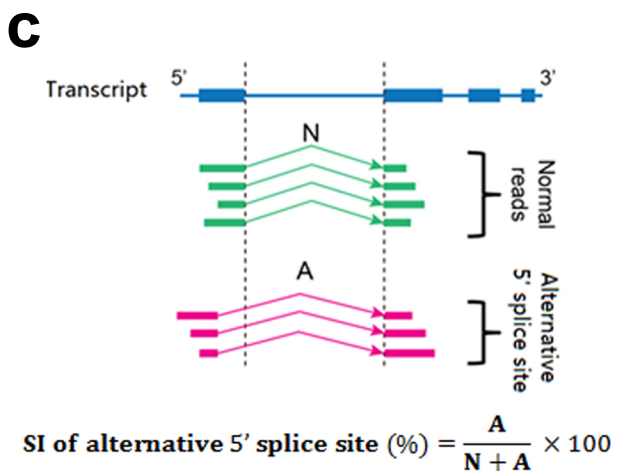 C
5'
3'
Transcript
N
Normal
reads
A
Alternative
5' splice site
SI of alternative 5' splice site (%) = A / N + A × 100